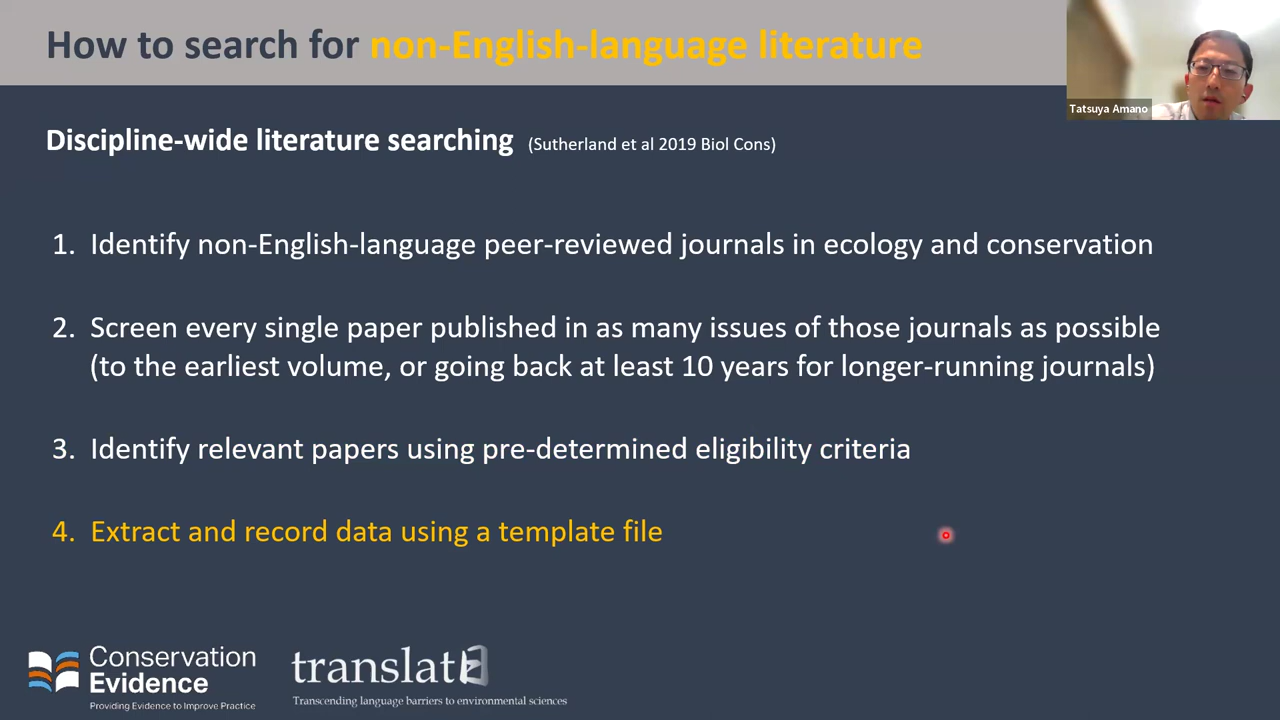 How to search for non-English-language literature
Tatsuya Amano
Discipline-wide literature searching (Sutherland et al 2019 Biol Cons)
1. Identify non-English-language peer-reviewed journals in ecology and conservation
2. Screen every single paper published in as many issues of those journals as possible
(to the earliest volume, or going back at least 10 years for longer-running journals)
3. Identify relevant papers using pre-determined eligibility criteria
4. Extract and record data using a template file
Conservation
Evidence
Providing Evidence to Improve Practice
translatE
Transcending language barriers to environmental sciences